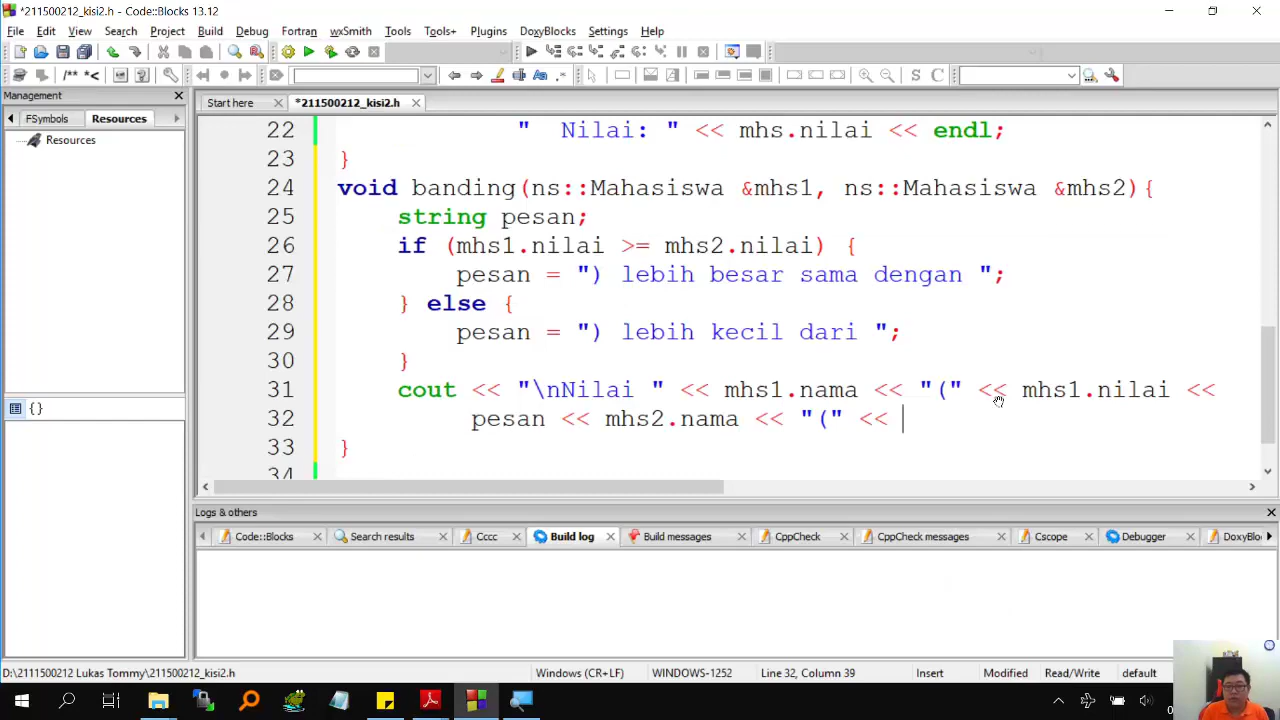 *211500212_kisi2.h - Code::Blocks 13.12
File Edit View Search Project Build Debug Fortran wxSmith Tools Tools+ Plugins DoxyBlocks Settings Help
/** *<
S C
Management
FSymbols Resources
Resources
{}
Start here *211500212_kisi2.h
22 "  Nilai: " << mhs.nilai << endl;
23 }
24 void banding(ns::Mahasiswa &mhs1, ns::Mahasiswa &mhs2){
25 string pesan;
26 if (mhs1.nilai >= mhs2.nilai) {
27 pesan = ") lebih besar sama dengan ";
28 } else {
29 pesan = ") lebih kecil dari ";
30 }
31 cout << "\nNilai " << mhs1.nama << "(" << mhs1.nilai <<
32 pesan << mhs2.nama << "(" <<
33 }
34
Logs & others
Code::Blocks Search results Cccc Build log Build messages CppCheck CppCheck messages Cscope Debugger DoxyBlo
D:\2111500212 Lukas Tommy\211500212_kisi2.h Windows (CR+LF) WINDOWS-1252 Line 32, Column 39 Insert Modified Read/Write default